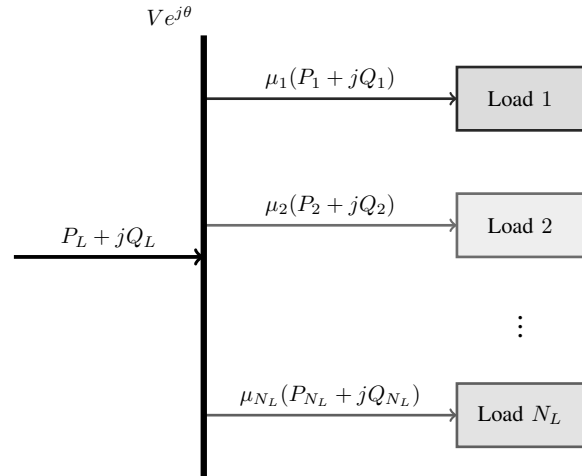 Ve^{jθ}
μ_1(P_1 + jQ_1)
Load 1
μ_2(P_2 + jQ_2)
Load 2
P_L + jQ_L
⋮
μ_{N_L}(P_{N_L} + jQ_{N_L})
Load N_L